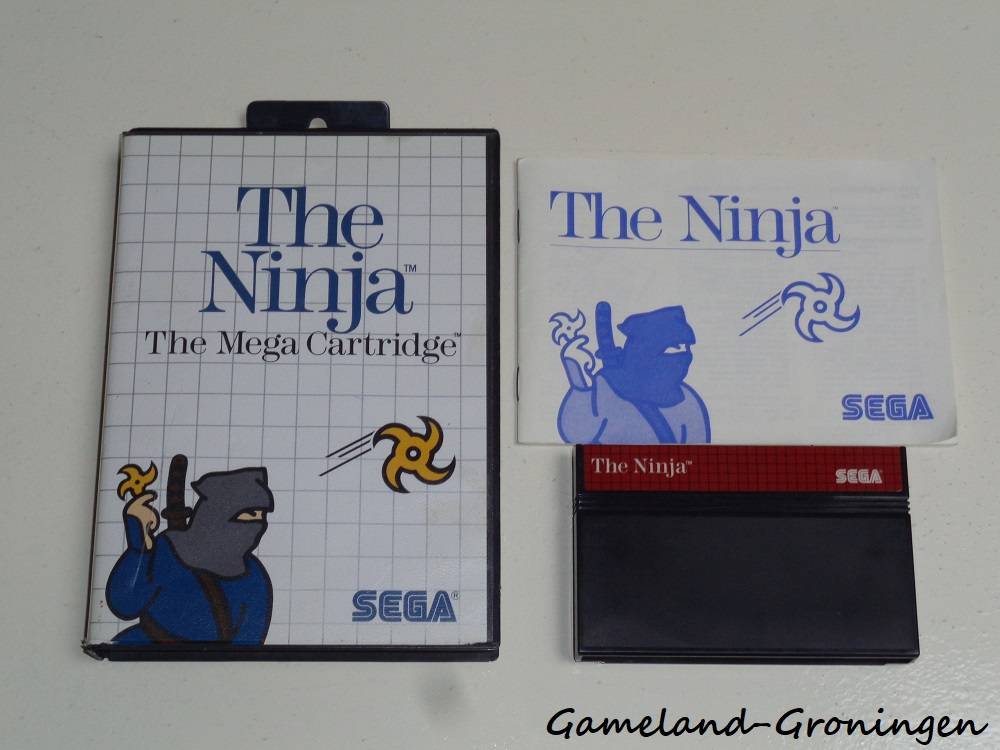 The
Ninja™
The Mega Cartridge™
SEGA®
The Ninja™
SEGA
The Ninja™
SEGA®
Gameland-Groningen